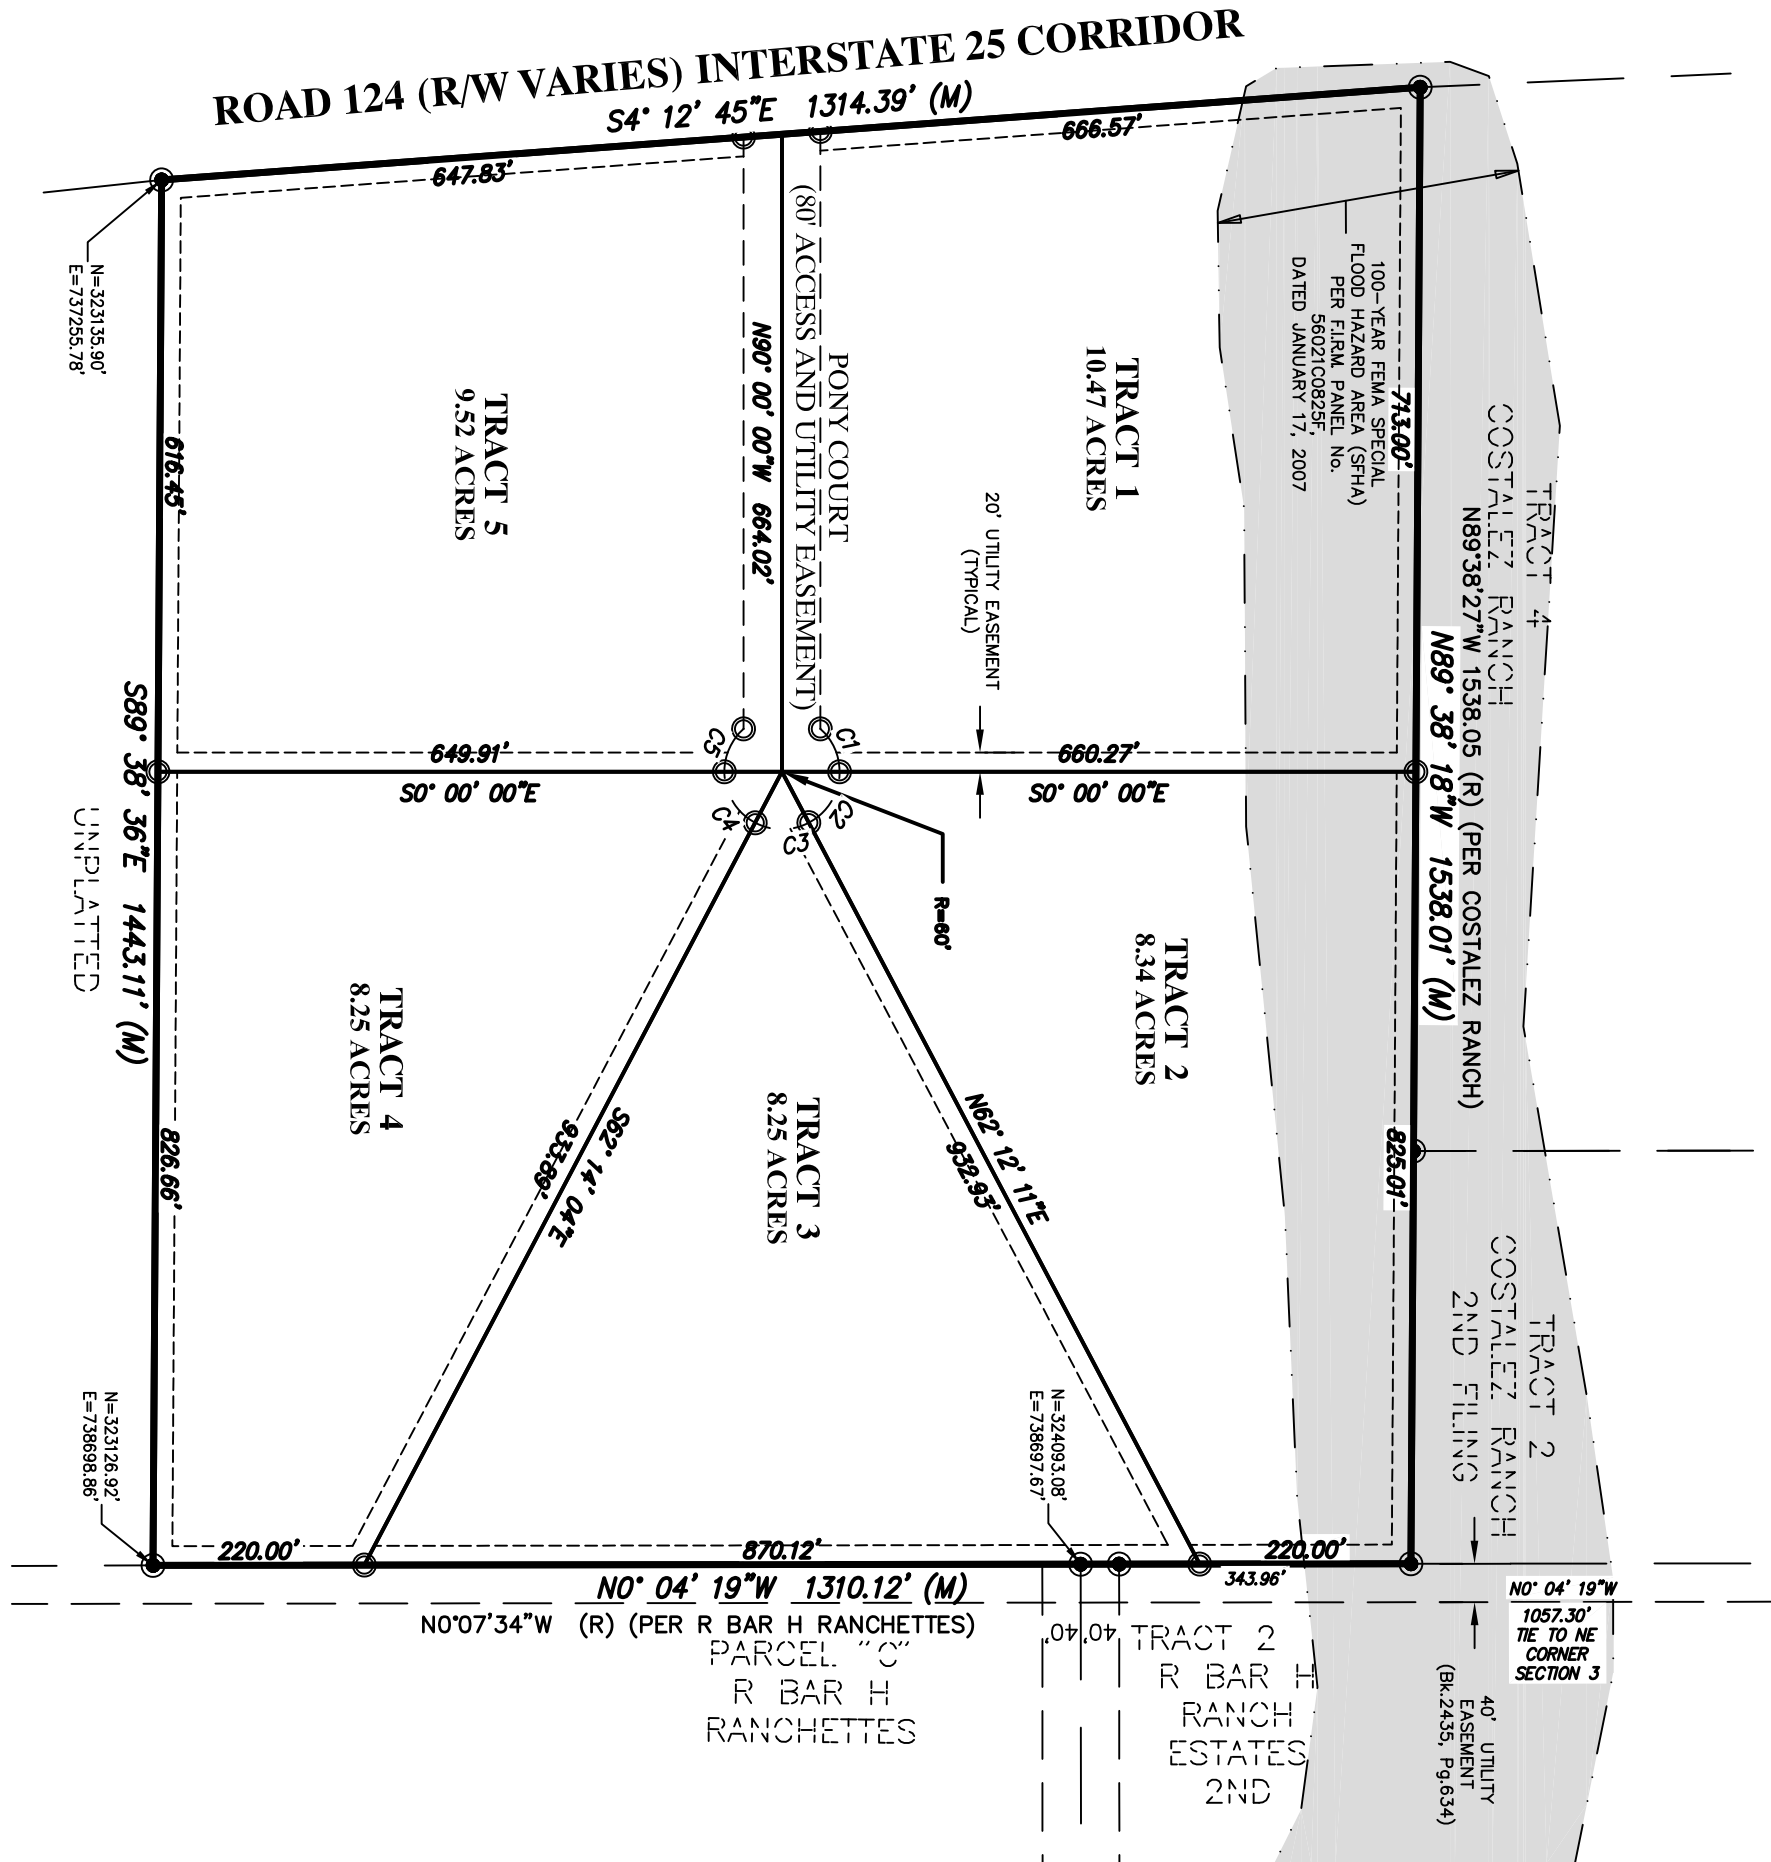 ROAD 124 (R/W VARIES) INTERSTATE 25 CORRIDOR
S4° 12' 45"E 1314.39' (M)
647.83'
666.57'
N=323135.90'
E=737255.78'
TRACT 5
9.52 ACRES
616.45'
N90° 00' 00"W 664.02'
PONY COURT
(80' ACCESS AND UTILITY EASEMENT)
TRACT 1
10.47 ACRES
20' UTILITY EASEMENT
(TYPICAL)
100-YEAR FEMA SPECIAL
FLOOD HAZARD AREA (SFHA)
PER F.I.R.M. PANEL No.
56021C0825F,
DATED JANUARY 17, 2007
713.00'
TRACT 4
COSTALEZ RANCH
N89°38'27"W 1538.05 (R) (PER COSTALEZ RANCH)
N89° 38' 18"W 1538.01' (M)
649.91'
S0° 00' 00"E
660.27'
S0° 00' 00"E
C5
C1
C4
C3
C2
R=60'
S89° 38' 36"E 1443.11' (M)
UNPLATTED
826.66'
TRACT 4
8.25 ACRES
S62° 14' 04"E
933.89'
TRACT 3
8.25 ACRES
N62° 12' 11"E
932.93'
TRACT 2
8.34 ACRES
825.01'
TRACT 2
COSTALEZ RANCH
2ND FILING
N=323126.92'
E=738698.86'
N=324093.08'
E=738697.67'
220.00'
870.12'
220.00'
343.96'
N0° 04' 19"W 1310.12' (M)
N0°07'34"W (R) (PER R BAR H RANCHETTES)
PARCEL "C"
R BAR H
RANCHETTES
40'
40'
TRACT 2
R BAR H
RANCH
ESTATES
2ND
N0° 04' 19"W
1057.30'
TIE TO NE
CORNER
SECTION 3
40' UTILITY
EASEMENT
(Bk.2435, Pg.634)